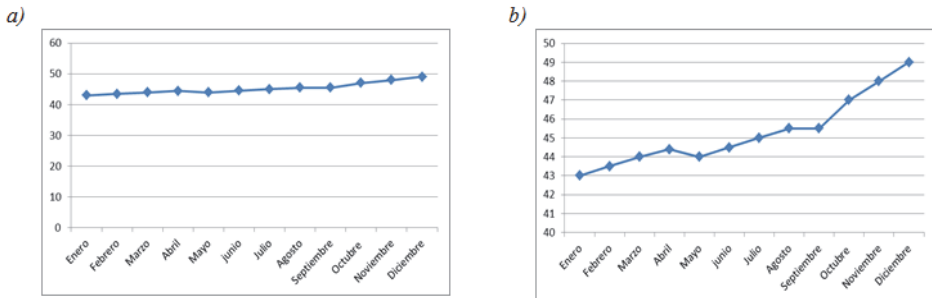 a)
60
50
40
30
20
10
0
Enero
Febrero
Marzo
Abril
Mayo
junio
Julio
Agosto
Septiembre
Octubre
Noviembre
Diciembre
b)
50
49
48
47
46
45
44
43
42
41
40
Enero
Febrero
Marzo
Abril
Mayo
junio
Julio
Agosto
Septiembre
Octubre
Noviembre
Diciembre